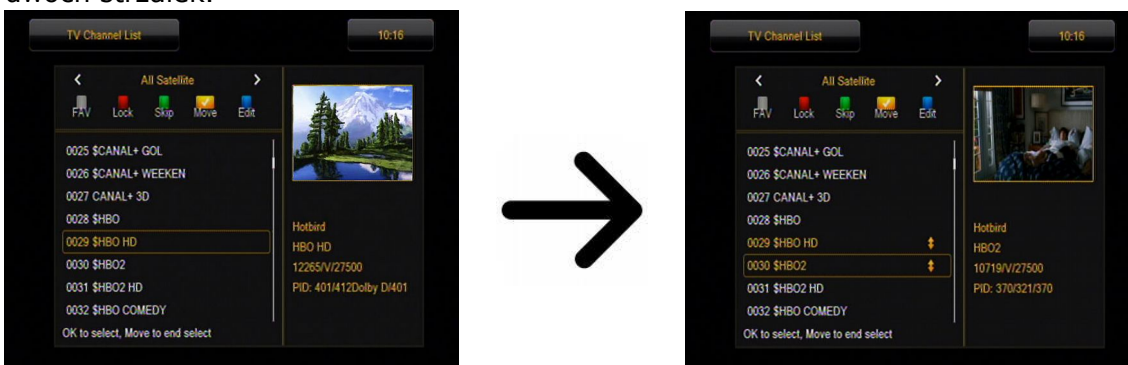 dwóch strzałek.
TV Channel List
10:16
All Satellite
FAV Lock Skip Move Edit
0025 $CANAL+ GOL
0026 $CANAL+ WEEKEN
0027 CANAL+ 3D
0028 $HBO
0029 $HBO HD
0030 $HBO2
0031 $HBO2 HD
0032 $HBO COMEDY
OK to select, Move to end select
Hotbird
HBO HD
12265/V/27500
PID: 401/412Dolby D/401
TV Channel List
10:16
All Satellite
FAV Lock Skip Move Edit
0025 $CANAL+ GOL
0026 $CANAL+ WEEKEN
0027 CANAL+ 3D
0028 $HBO
0029 $HBO HD
0030 $HBO2
0031 $HBO2 HD
0032 $HBO COMEDY
OK to select, Move to end select
Hotbird
HBO2
10719/V/27500
PID: 370/321/370